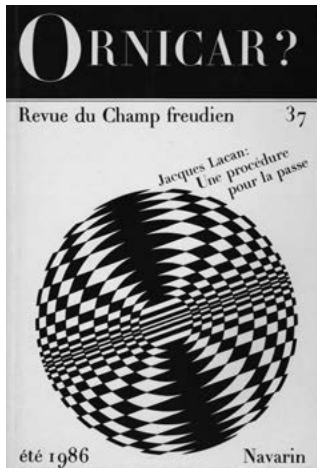 ORNICAR?
Revue du Champ freudien 37
Jacques Lacan:
Une procédure
pour la passe
été 1986 Navarin